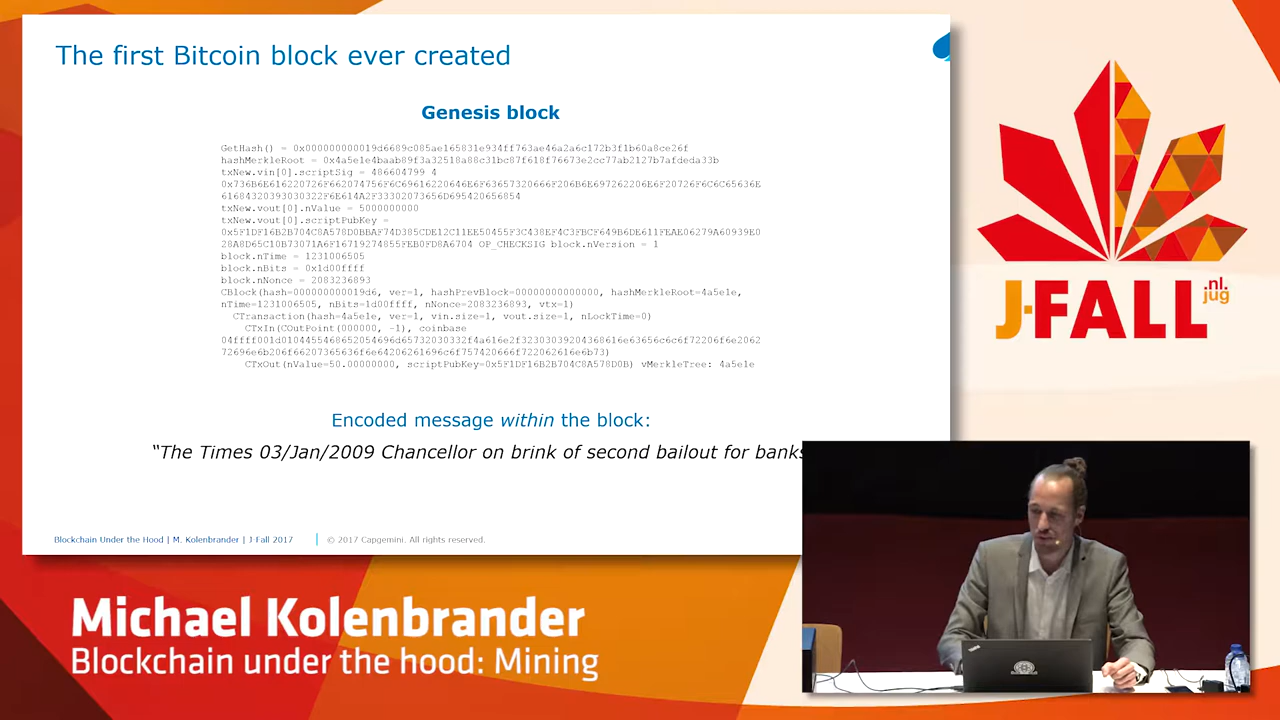 The first Bitcoin block ever created
Genesis block
GetHash() = 0x000000000019d6689c085ae165831e934ff763ae46a2a6c172b3f1b60a8ce26f
hashMerkleRoot = 0x4a5e1e4baab89f3a32518a88c31bc87f618f76673e2cc77ab2127b7afdeda33b
txNew.vin[0].scriptSig = 486604799 4
0x736B6E616220726F662074756F6C69616220646E6F63657320666F206B6E697262206E6F20726F6C6C65636E
61684320393030322F6E614A2F33302073656D695420656854
txNew.vout[0].nValue = 5000000000
txNew.vout[0].scriptPubKey =
0x5F1DF16B2B704C8A578D0BBAF74D385CDE12C11EE50455F3C438EF4C3FBCF649B6DE611FEAE06279A60939E0
28A8D65C10B73071A6F16719274855FEB0FD8A6704 OP_CHECKSIG block.nVersion = 1
block.nTime = 1231006505
block.nBits = 0x1d00ffff
block.nNonce = 2083236893
CBlock(hash=000000000019d6, ver=1, hashPrevBlock=00000000000000, hashMerkleRoot=4a5e1e,
nTime=1231006505, nBits=1d00ffff, nNonce=2083236893, vtx=1)
CTransaction(hash=4a5e1e, ver=1, vin.size=1, vout.size=1, nLockTime=0)
CTxIn(COutPoint(000000, -1), coinbase
04ffff001d0104455468652054696d65732030332f4a616e2f32303039204368616e63656c6c6f72206f6e2062
72696e6b206f66207365636f6e64206261696c6f757420666f722062616e6b73)
CTxOut(nValue=50.00000000, scriptPubKey=0x5F1DF16B2B704C8A578D0B) vMerkleTree: 4a5e1e
Encoded message within the block:
“The Times 03/Jan/2009 Chancellor on brink of second bailout for banks
Blockchain Under the Hood | M. Kolenbrander | J-Fall 2017
© 2017 Capgemini. All rights reserved.
J-FALL
.nl.
jug
Michael Kolenbrander
Blockchain under the hood: Mining